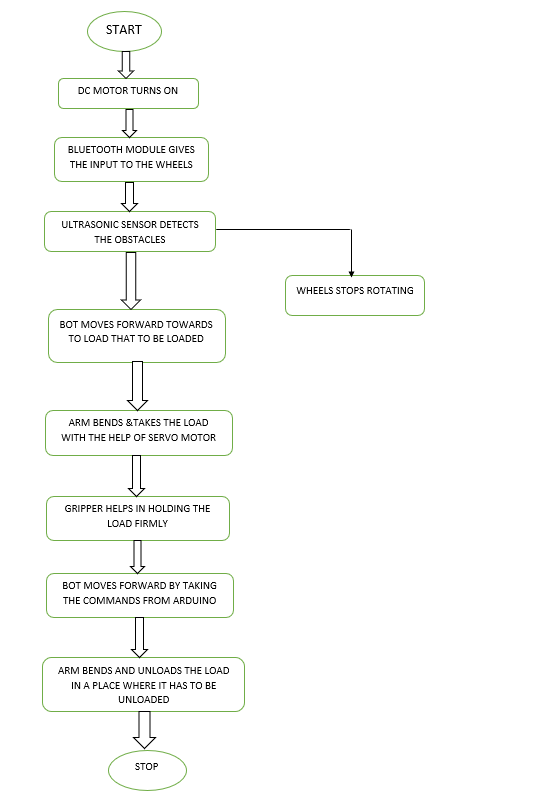 START
DC MOTOR TURNS ON
BLUETOOTH MODULE GIVES
THE INPUT TO THE WHEELS
ULTRASONIC SENSOR DETECTS
THE OBSTACLES
WHEELS STOPS ROTATING
BOT MOVES FORWARD TOWARDS
TO LOAD THAT TO BE LOADED
ARM BENDS &TAKES THE LOAD
WITH THE HELP OF SERVO MOTOR
GRIPPER HELPS IN HOLDING THE
LOAD FIRMLY
BOT MOVES FORWARD BY TAKING
THE COMMANDS FROM ARDUINO
ARM BENDS AND UNLOADS THE LOAD
IN A PLACE WHERE IT HAS TO BE
UNLOADED
STOP